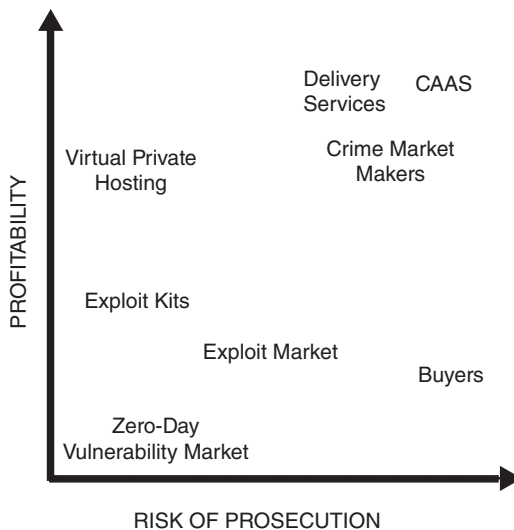 Delivery
Services
CAAS
Virtual Private
Hosting
Crime Market
Makers
PROFITABILITY
Exploit Kits
Exploit Market
Buyers
Zero-Day
Vulnerability Market
RISK OF PROSECUTION